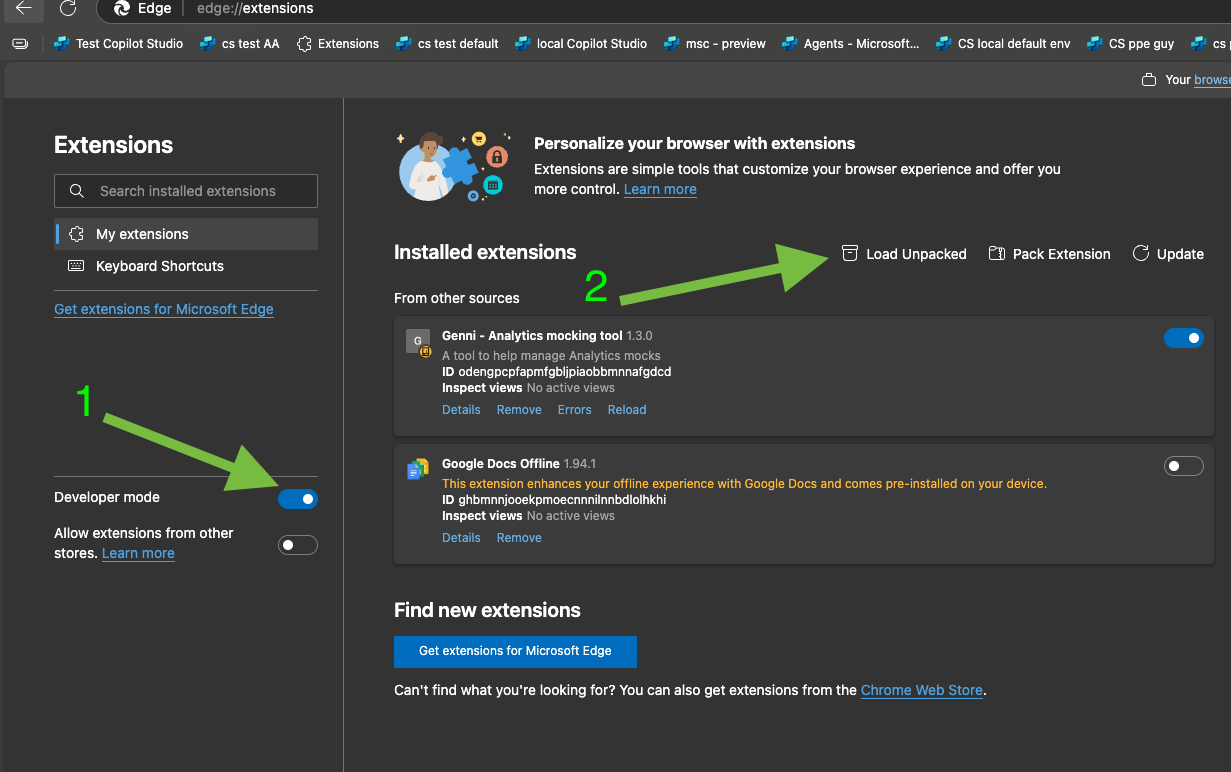 Edge edge://extensions
Test Copilot Studio cs test AA Extensions cs test default local Copilot Studio msc - preview Agents - Microsoft... CS local default env CS ppe guy cs
Your browse
Extensions
Search installed extensions
My extensions
Keyboard Shortcuts
Get extensions for Microsoft Edge
1
Developer mode
Allow extensions from other
stores. Learn more
Personalize your browser with extensions
Extensions are simple tools that customize your browser experience and offer you
more control. Learn more
Installed extensions
2
Load Unpacked Pack Extension Update
From other sources
G
Genni - Analytics mocking tool 1.3.0
A tool to help manage Analytics mocks
ID odengpcpfapmfgbljpiaobbmnnafgdcd
Inspect views No active views
Details Remove Errors Reload
Google Docs Offline 1.94.1
This extension enhances your offline experience with Google Docs and comes pre-installed on your device.
ID ghbmnnjooekpmoecnnnilnnbdlolhkhi
Inspect views No active views
Details Remove
Find new extensions
Get extensions for Microsoft Edge
Can't find what you're looking for? You can also get extensions from the Chrome Web Store.